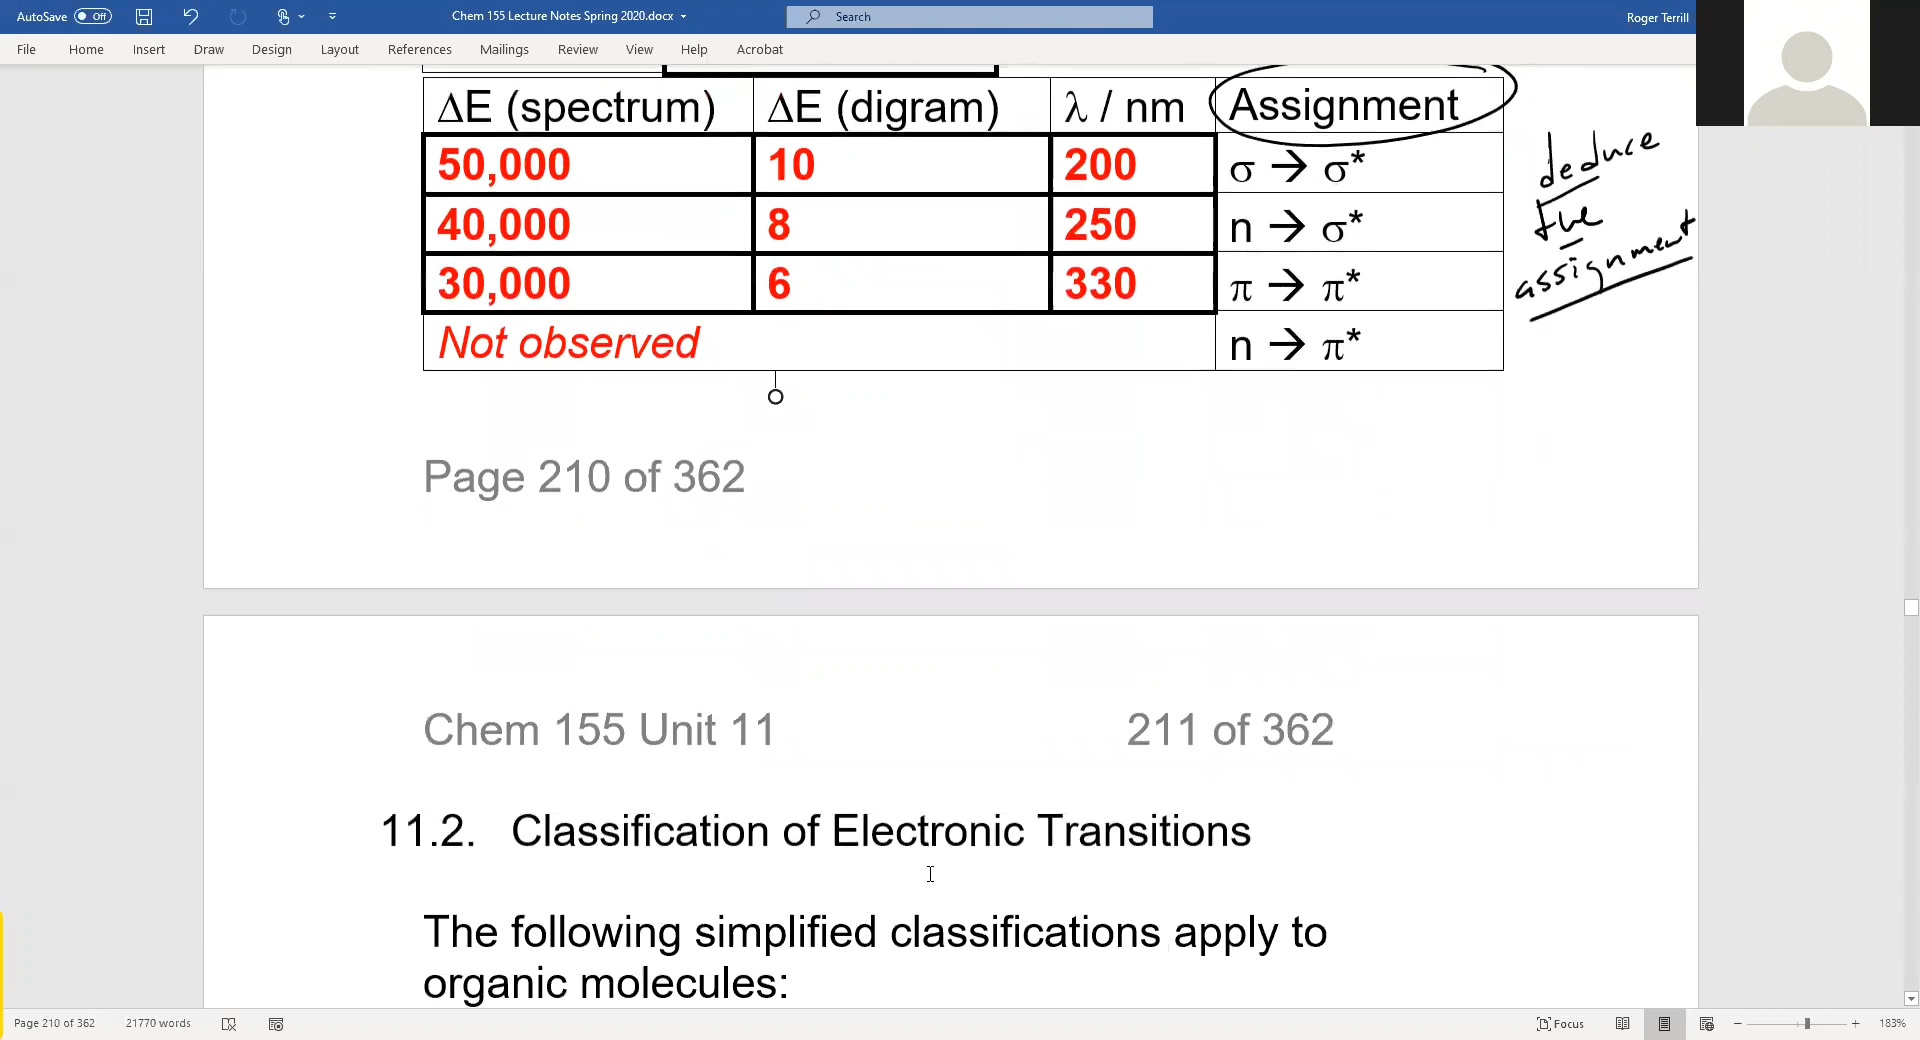 AutoSave Off Chem 155 Lecture Notes Spring 2020.docx Search Roger Terrill
File Home Insert Draw Design Layout References Mailings Review View Help Acrobat
ΔE (spectrum) ΔE (digram) λ / nm Assignment
50,000 10 200 σ → σ*
40,000 8 250 n → σ*
30,000 6 330 π → π*
Not observed n → π*
deduce
the
assignment
Page 210 of 362
Chem 155 Unit 11 211 of 362
11.2. Classification of Electronic Transitions
The following simplified classifications apply to
organic molecules:
Page 210 of 362 21770 words Focus 183%